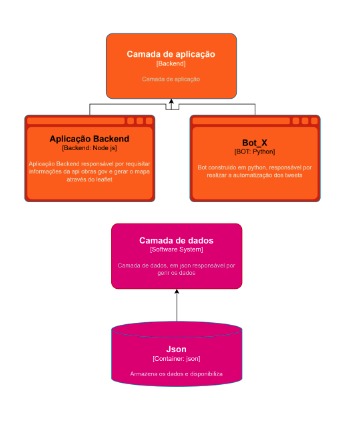 Camada de aplicação
[Backend]
Camada de aplicação
Aplicação Backend
[Backend: Node js]
Aplicação Backend responsável por requisitar
informações da api obras gov e gerar o mapa
através do leaflet
Bot_X
[BOT: Python]
Bot construído em python, responsável por
realizar a automatização dos tweets
Camada de dados
[Software System]
Camada de dados, em json responsável por
gerir os dados
Json
[Container: json]
Armazena os dados e disponibiliza